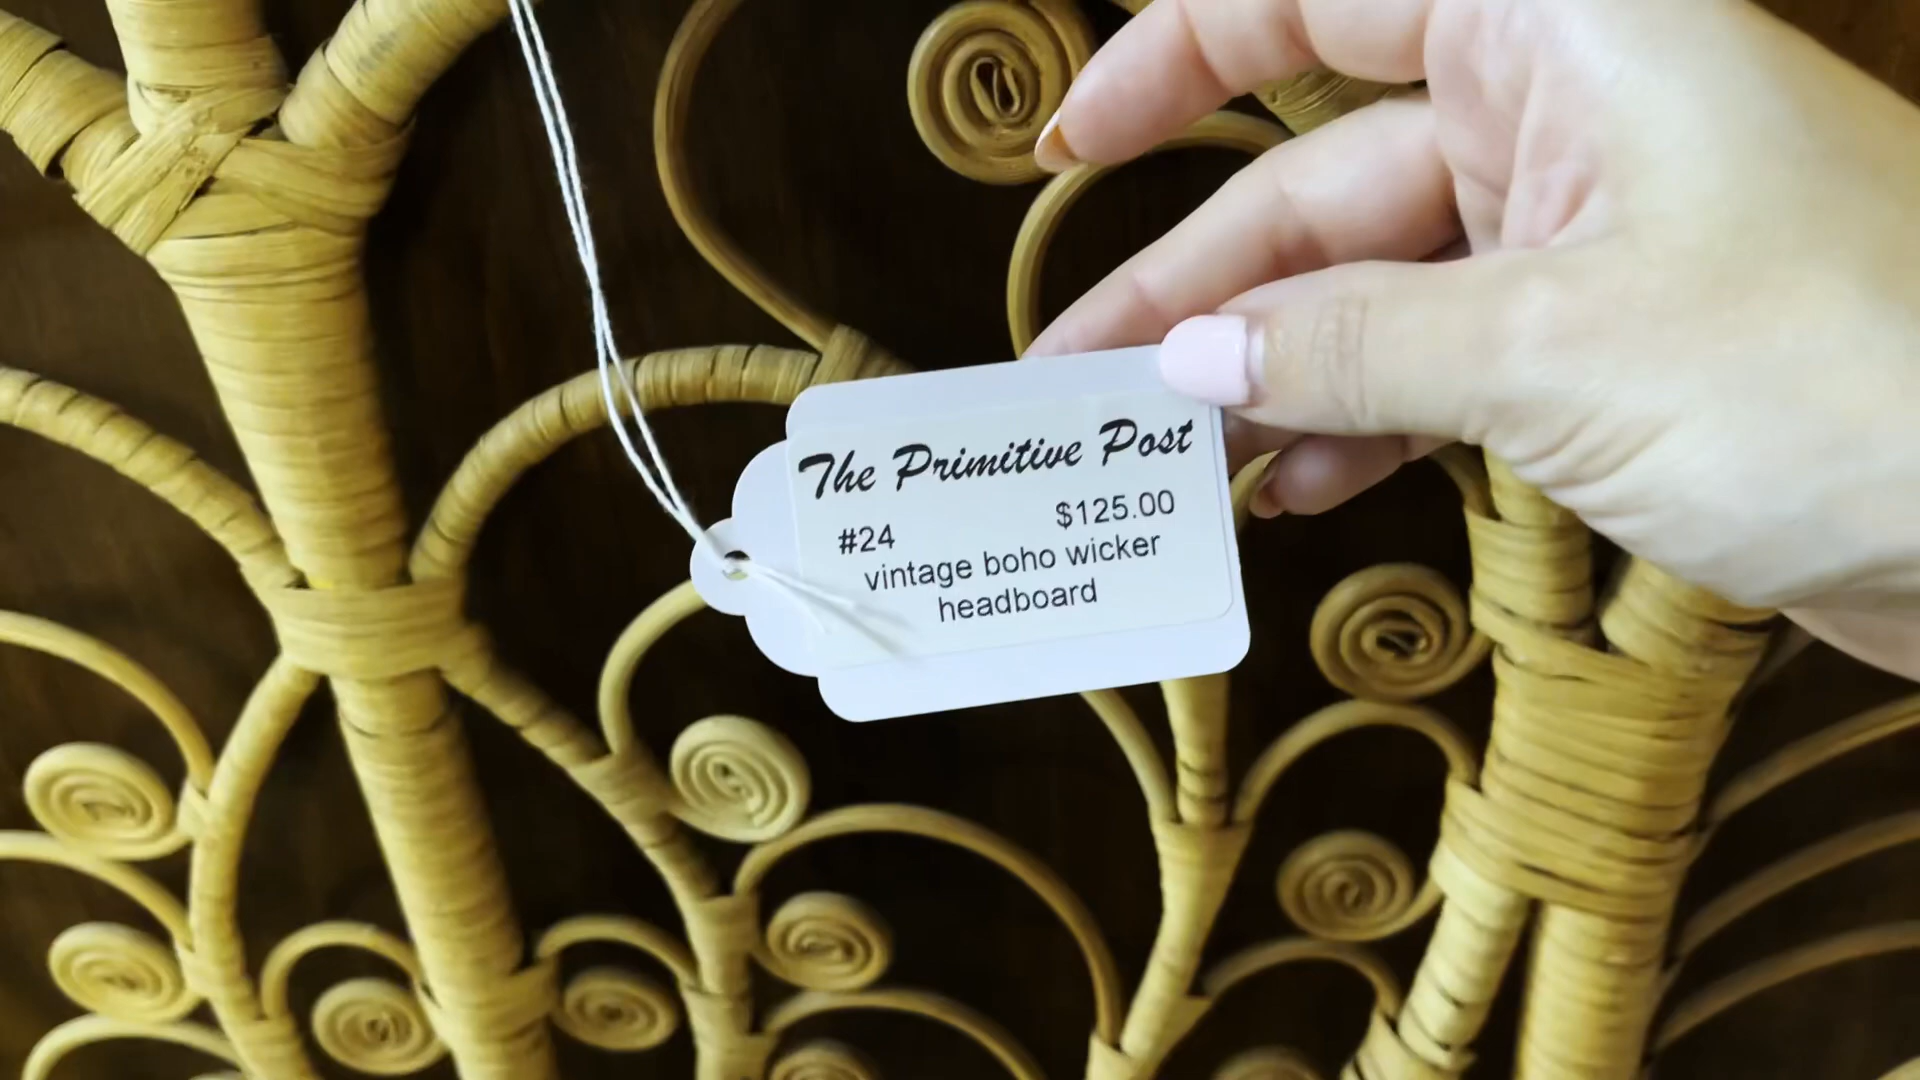 The Primitive Post
#24 $125.00
vintage boho wicker
headboard